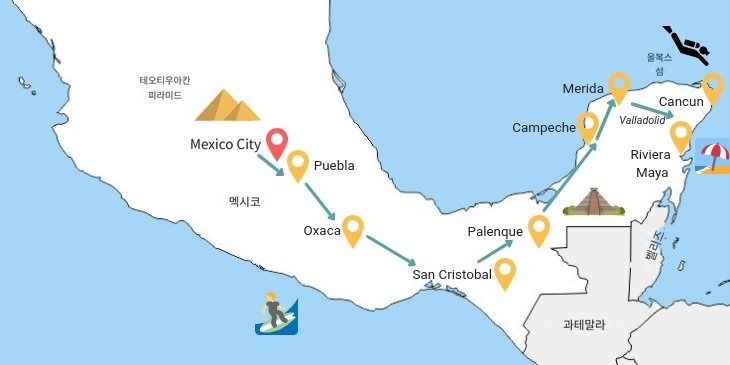 올복스
섬
테오티우아칸
피라미드
Merida
Cancun
Valladolid
Campeche
Mexico City
Puebla
Riviera
Maya
멕시코
Oxaca
Palenque
벨리즈
San Cristobal
과테말라